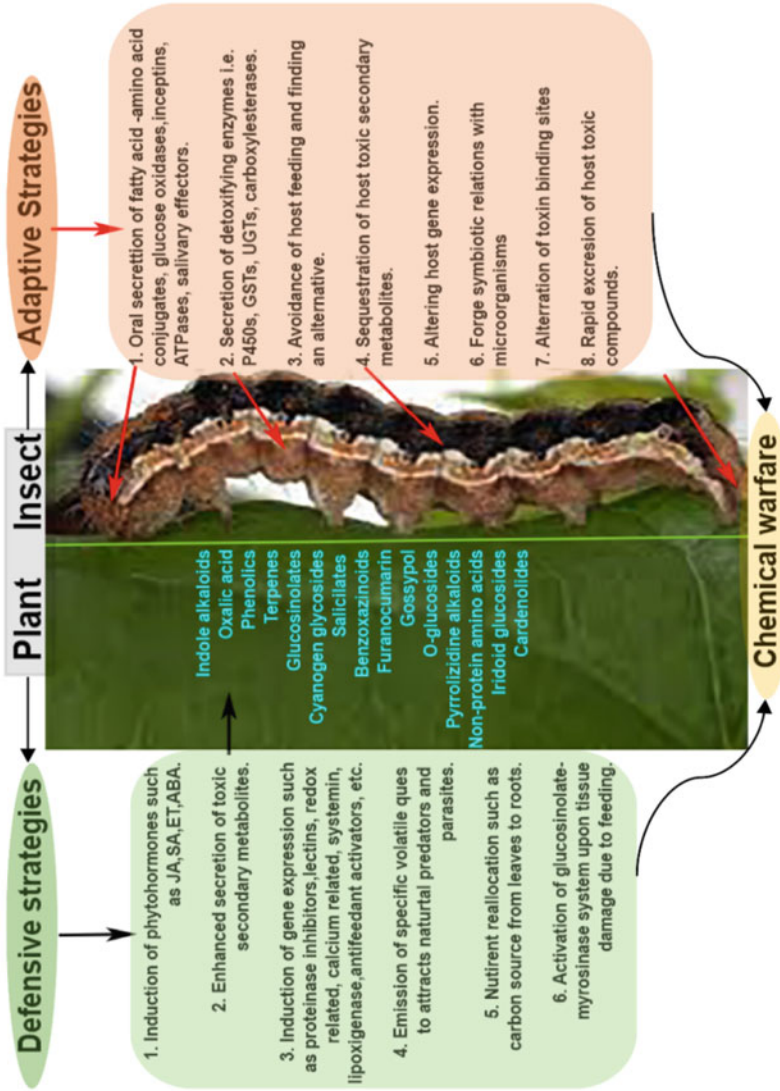 Plant Insect
Defensive strategies
1. Induction of phytohormones such
as JA,SA,ET,ABA.
2. Enhanced secretion of toxic
secondary metabolites.
3. Induction of gene expression such
as proteinase inhibitors,lectins, redox
related, calcium related, systemin,
lipoxigenase,antifeedant activators, etc.
4. Emission of specific volatile ques
to attracts naturtal predators and
parasites.
5. Nutirent reallocation such as
carbon source from leaves to roots.
6. Activation of glucosinolate-
myrosinase system upon tissue
damage due to feeding.
Indole alkaloids
Oxalic acid
Phenolics
Terpenes
Glucosinolates
Cyanogen glycosides
Salicilates
Benzoxazinoids
Furanocumarin
Gossypol
O-glucosides
Pyrrolizidine alkaloids
Non-protein amino acids
Iridoid glucosides
Cardenolides
Adaptive Strategies
1. Oral secretion of fatty acid -amino acid
conjugates, glucose oxidases,inceptins,
ATPases, salivary effectors.
2. Secretion of detoxifying enzymes i.e.
P450s, GSTs, UGTs, carboxylesterases.
3. Avoidance of host feeding and finding
an alternative.
4. Sequestration of host toxic secondary
metabolites.
5. Altering host gene expression.
6. Forge symbiotic relations with
microorganisms
7. Alterration of toxin binding sites
8. Rapid excresion of host toxic
compounds.
Chemical warfare